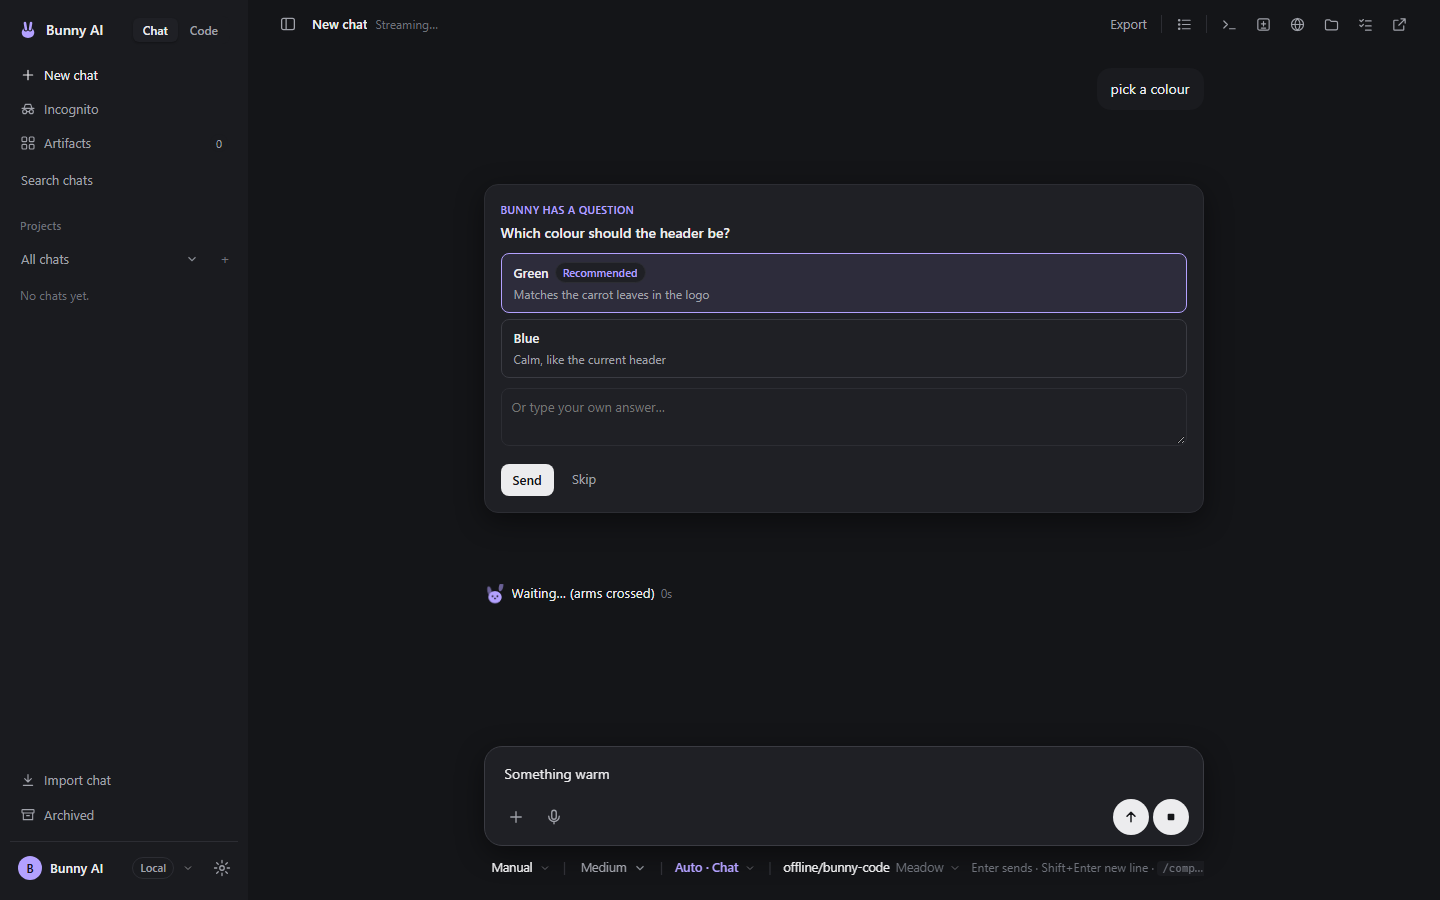 Bunny AI
Chat
Code
New chat
Incognito
Artifacts 0
Search chats
Projects
All chats +
No chats yet.
Import chat
Archived
B Bunny AI Local
New chat Streaming...
Export
pick a colour
BUNNY HAS A QUESTION
Which colour should the header be?
Green Recommended
Matches the carrot leaves in the logo
Blue
Calm, like the current header
Or type your own answer...
Send Skip
Waiting... (arms crossed) 0s
Something warm
Manual Medium Auto · Chat offline/bunny-code Meadow Enter sends · Shift+Enter new line · /comp...